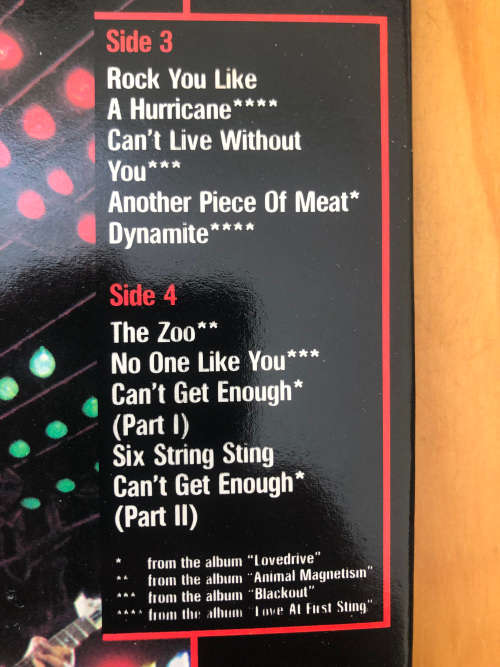 Side 3
Rock You Like
A Hurricane****
Can't Live Without
You***
Another Piece Of Meat*
Dynamite****
Side 4
The Zoo**
No One Like You***
Can't Get Enough*
(Part I)
Six String Sting
Can't Get Enough*
(Part II)
* from the album "Lovedrive"
** from the album "Animal Magnetism"
*** from the album "Blackout"
**** from the album "Love At First Sting"